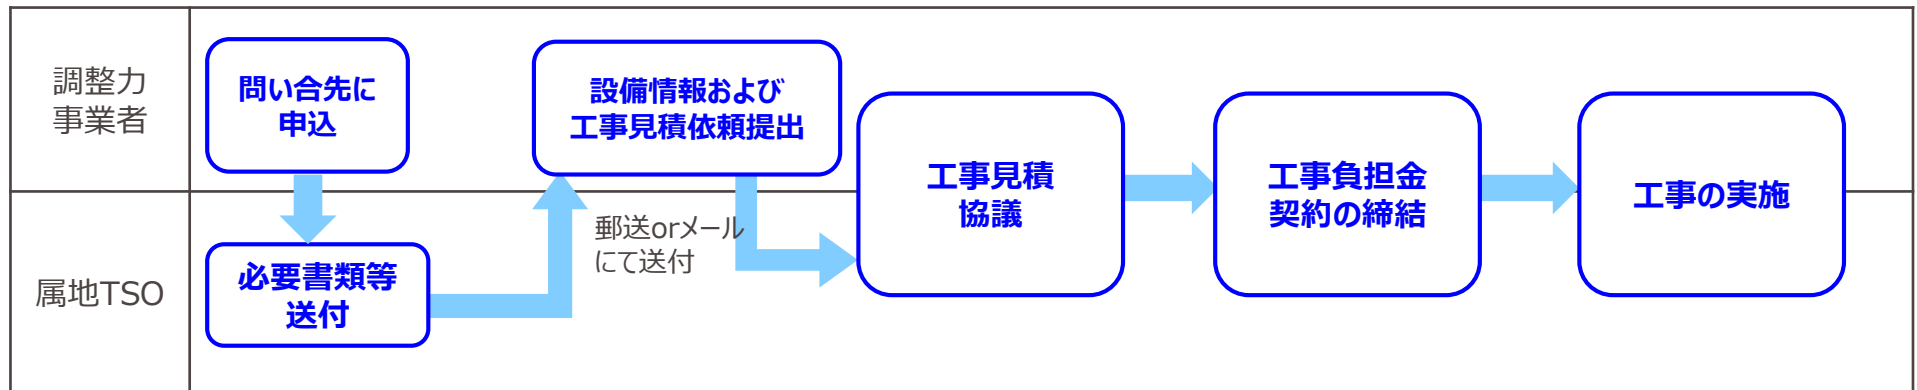 調整力
事業者
問い合先に
申込
設備情報および
工事見積依頼提出
工事見積
協議
工事負担金
契約の締結
工事の実施
属地TSO
必要書類等
送付
郵送orメール
にて送付